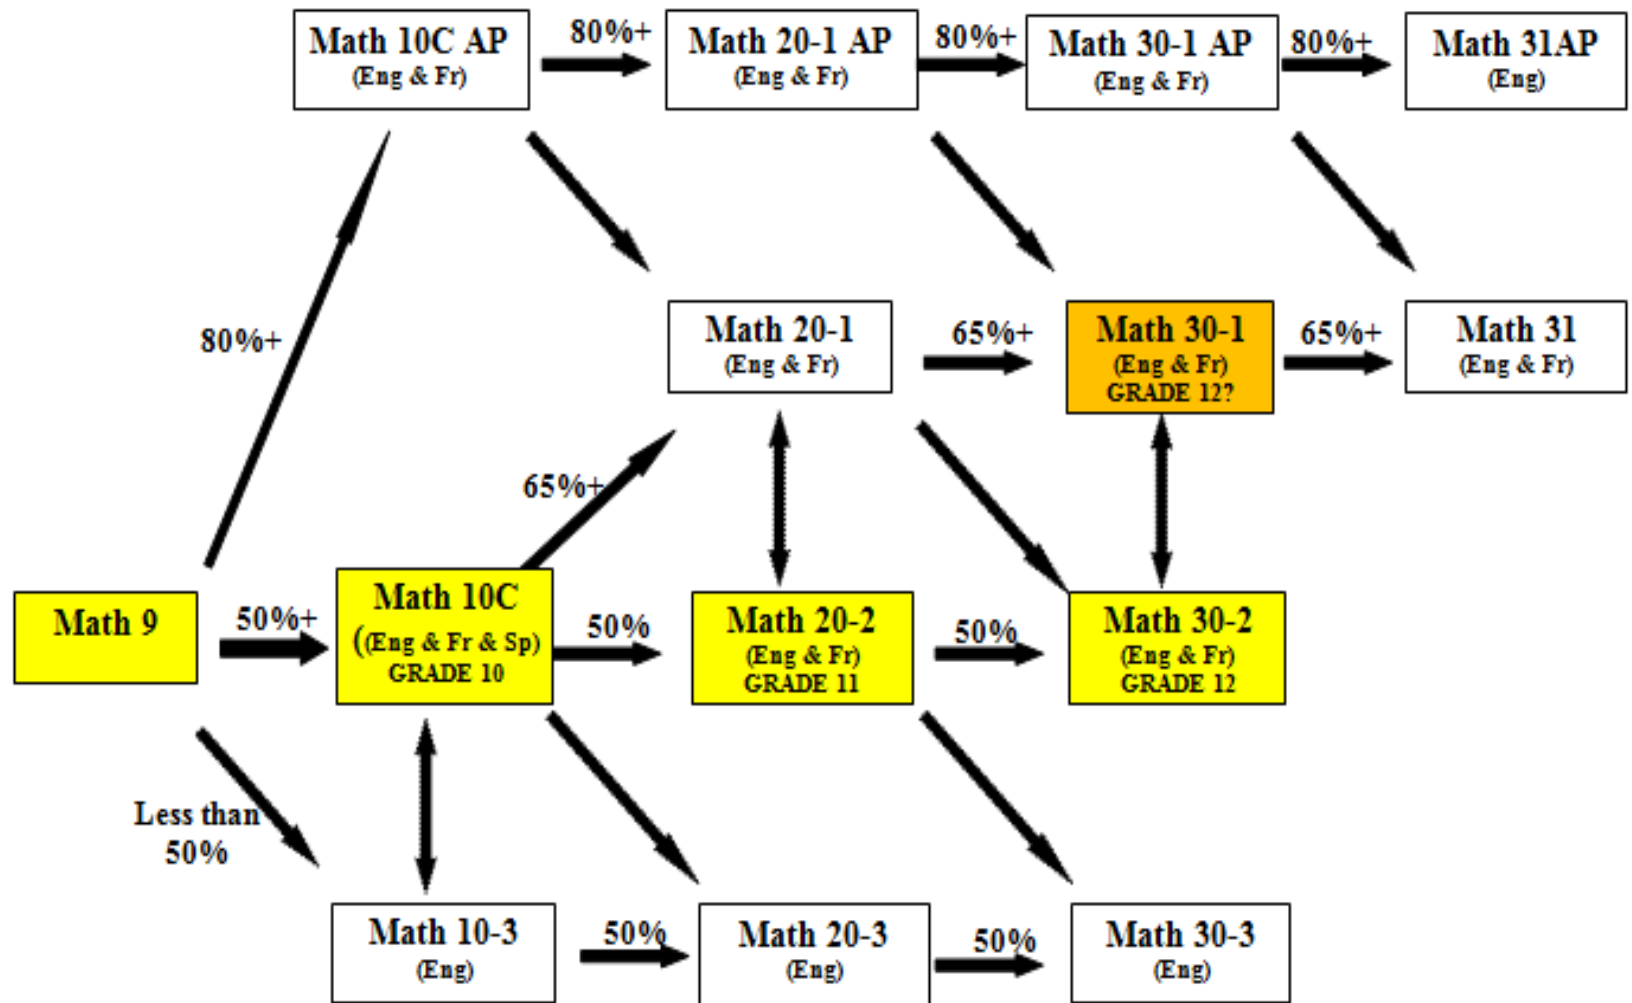 Math 10C AP
(Eng & Fr)
80%+
Math 20-1 AP
(Eng & Fr)
80%+
Math 30-1 AP
(Eng & Fr)
80%+
Math 31AP
(Eng)
80%+
Math 20-1
(Eng & Fr)
65%+
Math 30-1
(Eng & Fr)
GRADE 12?
65%+
Math 31
(Eng & Fr)
65%+
Math 9
50%+
Math 10C
((Eng & Fr & Sp)
GRADE 10
50%
Math 20-2
(Eng & Fr)
GRADE 11
50%
Math 30-2
(Eng & Fr)
GRADE 12
Less than
50%
Math 10-3
(Eng)
50%
Math 20-3
(Eng)
50%
Math 30-3
(Eng)